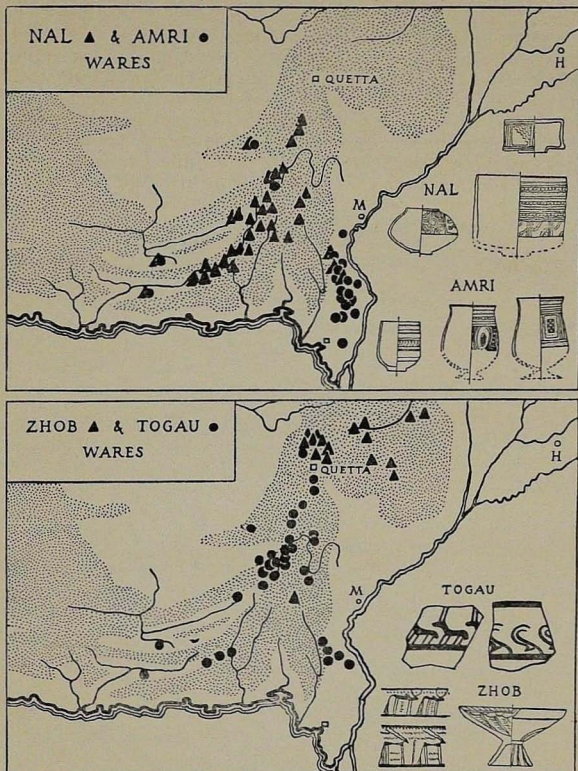 NAL ▲ & AMRI ●
WARES
QUETTA
H
M
NAL
AMRI
ZHOB ▲ & TOGAU ●
WARES
QUETTA
H
M
TOGAU
ZHOB